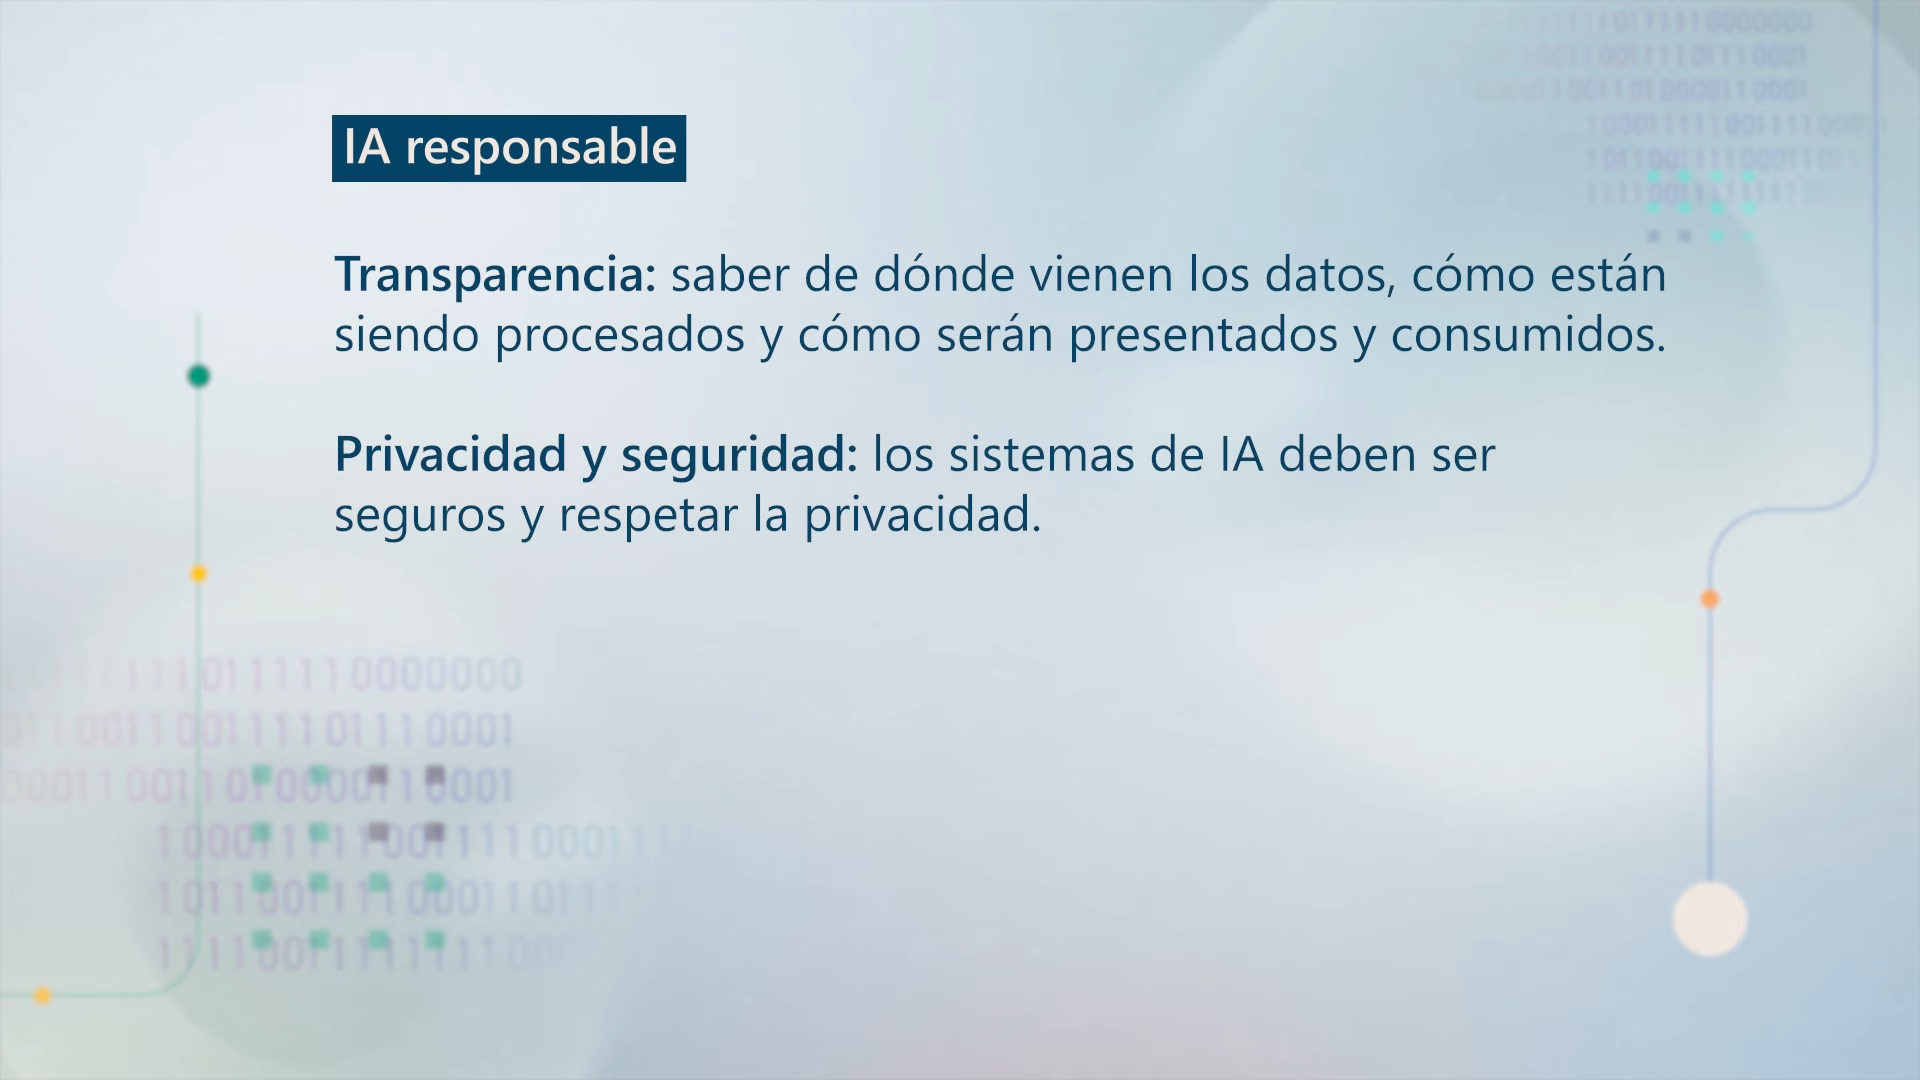 IA responsable
Transparencia: saber de dónde vienen los datos, cómo están
siendo procesados y cómo serán presentados y consumidos.
Privacidad y seguridad: los sistemas de IA deben ser
seguros y respetar la privacidad.